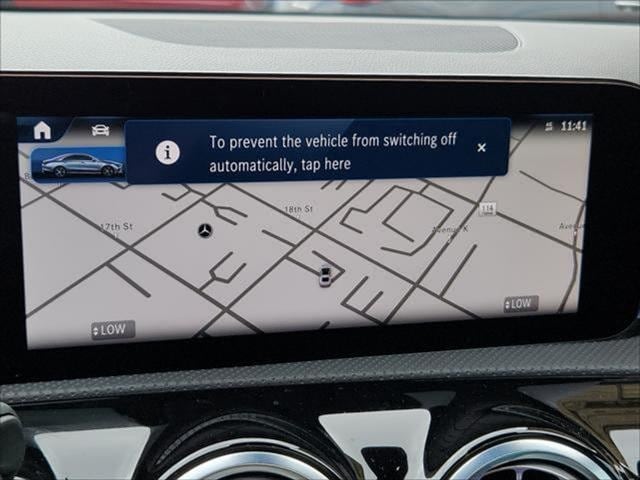 11:41
To prevent the vehicle from switching off
automatically, tap here
18th St
114
17th St
Avenue K
Avenu
LOW
LOW